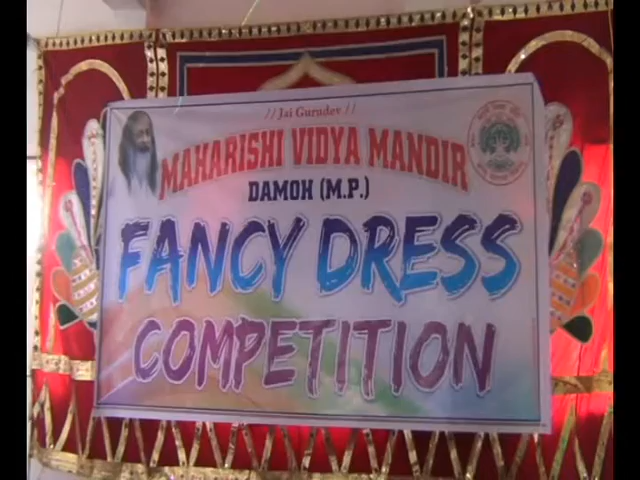 // Jai Gurudev //
MAHARISHI VIDYA MANDIR
DAMOH (M.P.)
FANCY DRESS
COMPETITION